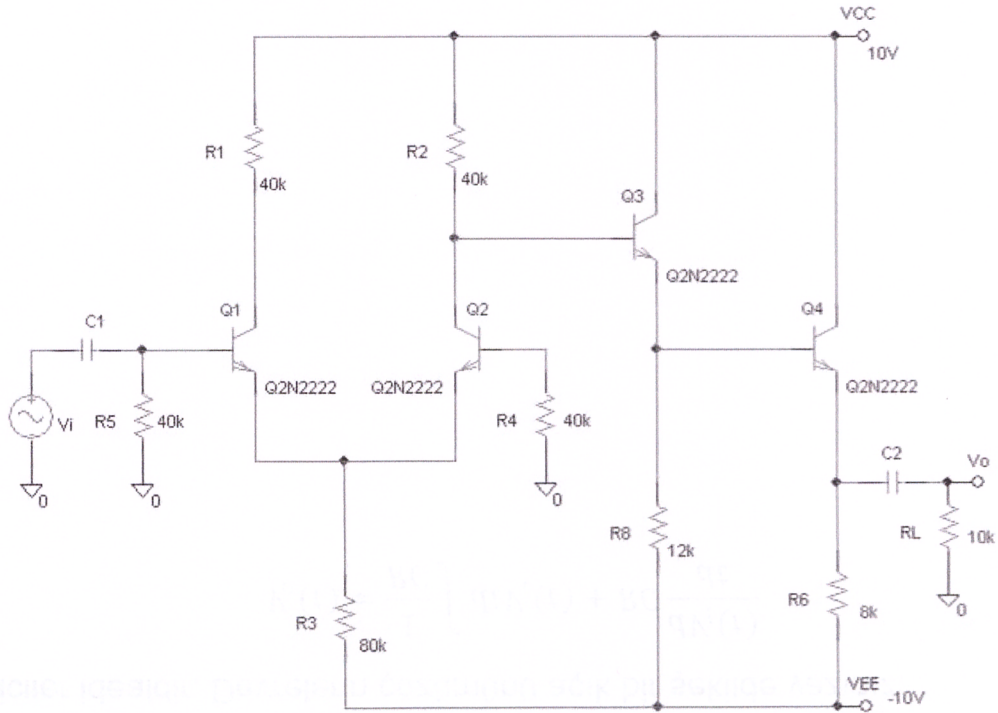 VCC
10V
R1
40k
R2
40k
Q3
Q2N2222
Q1
Q2
Q4
C1
Q2N2222
Q2N2222
Q2N2222
Vi
R5
40k
R4
40k
0
0
0
C2
Vo
R8
12k
RL
10k
R6
8k
0
R3
80k
VEE
-10V